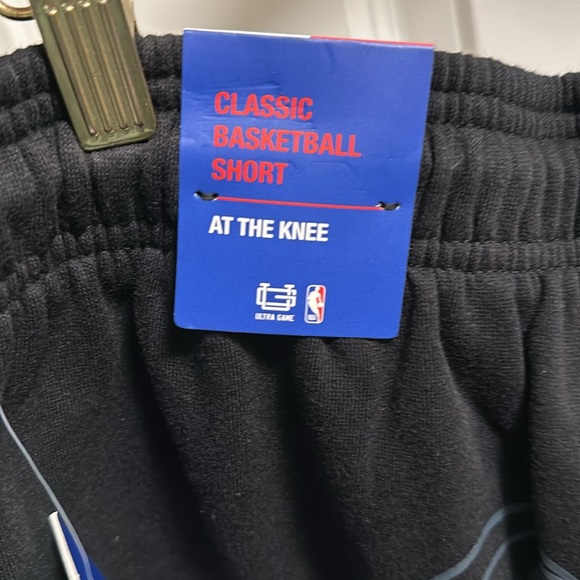 CLASSIC
BASKETBALL
SHORT
AT THE KNEE
ULTRA GAME